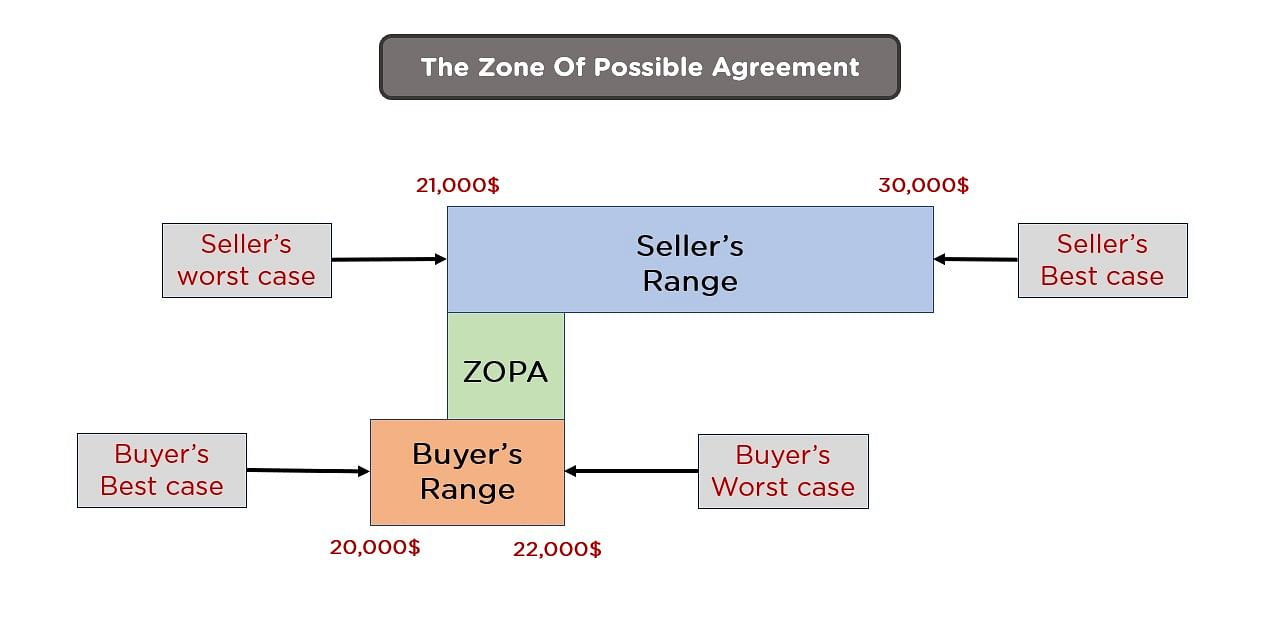 The Zone Of Possible Agreement
21,000$
30,000$
Seller's
worst case
Seller's
Range
Seller's
Best case
ZOPA
Buyer's
Best case
Buyer's
Range
Buyer's
Worst case
20,000$
22,000$